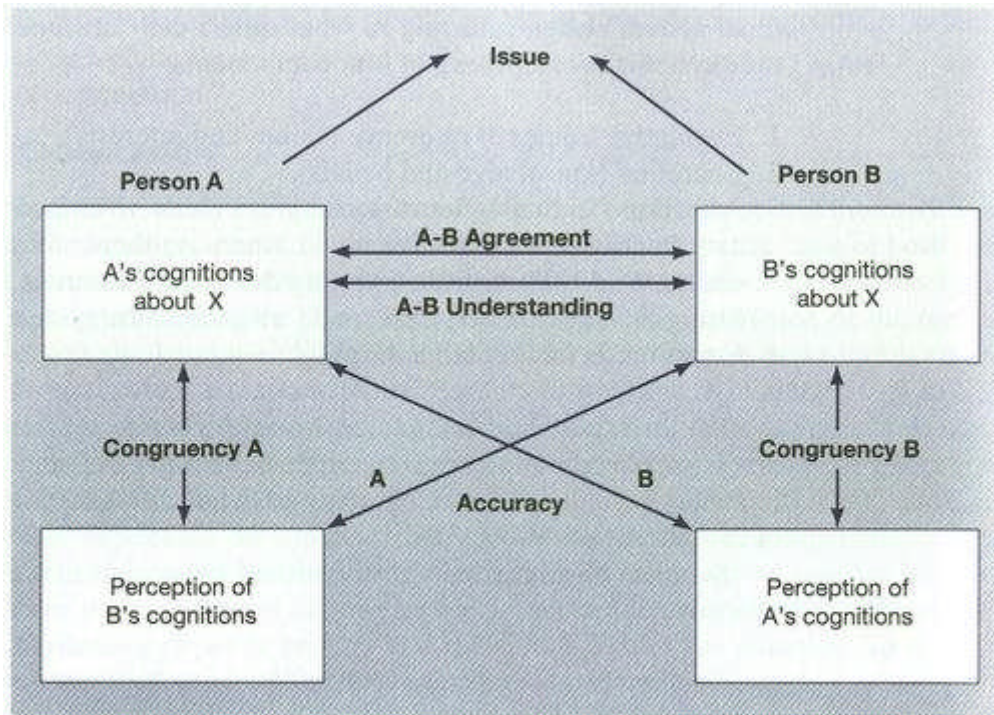 Issue
Person A
Person B
A-B Agreement
A's cognitions
about X
B's cognitions
about X
A-B Understanding
Congruency A
Congruency B
A
B
Accuracy
Perception of
B's cognitions
Perception of
A's cognitions